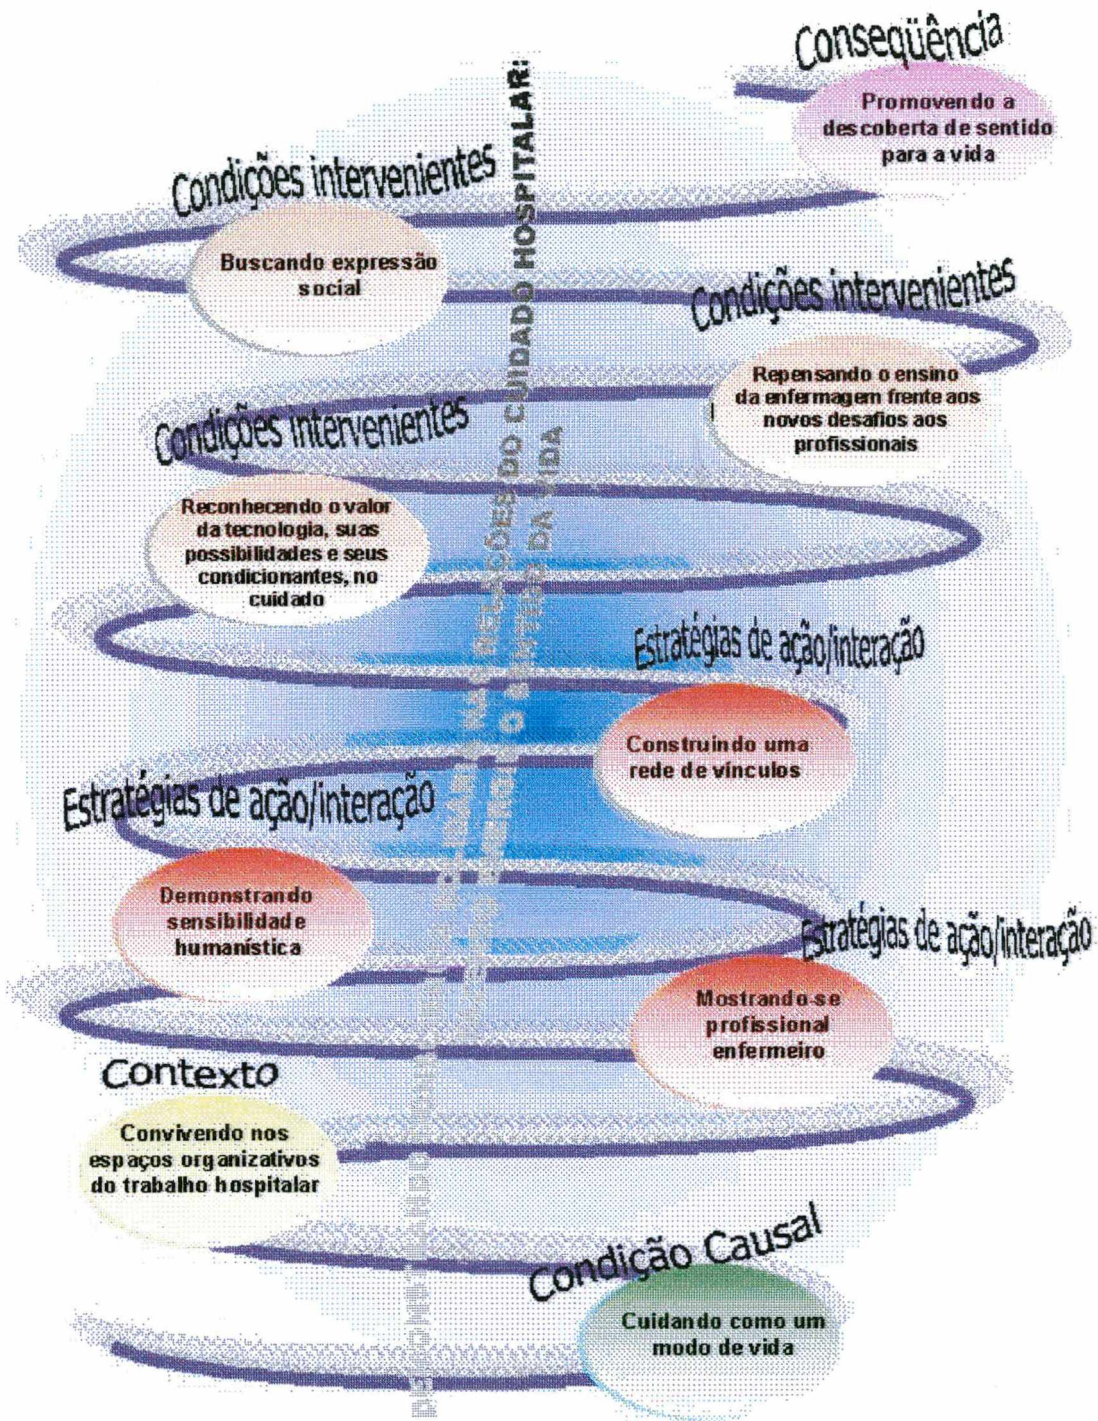 Conseqüência
Promovendo a
descoberta de sentido
para a vida
Condições intervenientes
Buscando expressão
social
Condições intervenientes
Repensando o ensino
da enfermagem frente aos
novos desafios aos
profissionais
Condições intervenientes
Reconhecendo o valor
da tecnologia, suas
possibilidades e seus
condicionantes, no
cuidado
Estratégias de ação/interação
Construindo uma
rede de vínculos
Estratégias de ação/interação
Demonstrando
sensibilidade
humanística
Estratégias de ação/interação
Mostrando-se
profissional
enfermeiro
Contexto
Convivendo nos
espaços organizativos
do trabalho hospitalar
Condição Causal
Cuidando como um
modo de vida
NAS RELAÇÕES DO CUIDADO HOSPITALAR:
O SENTIDO DA VIDA